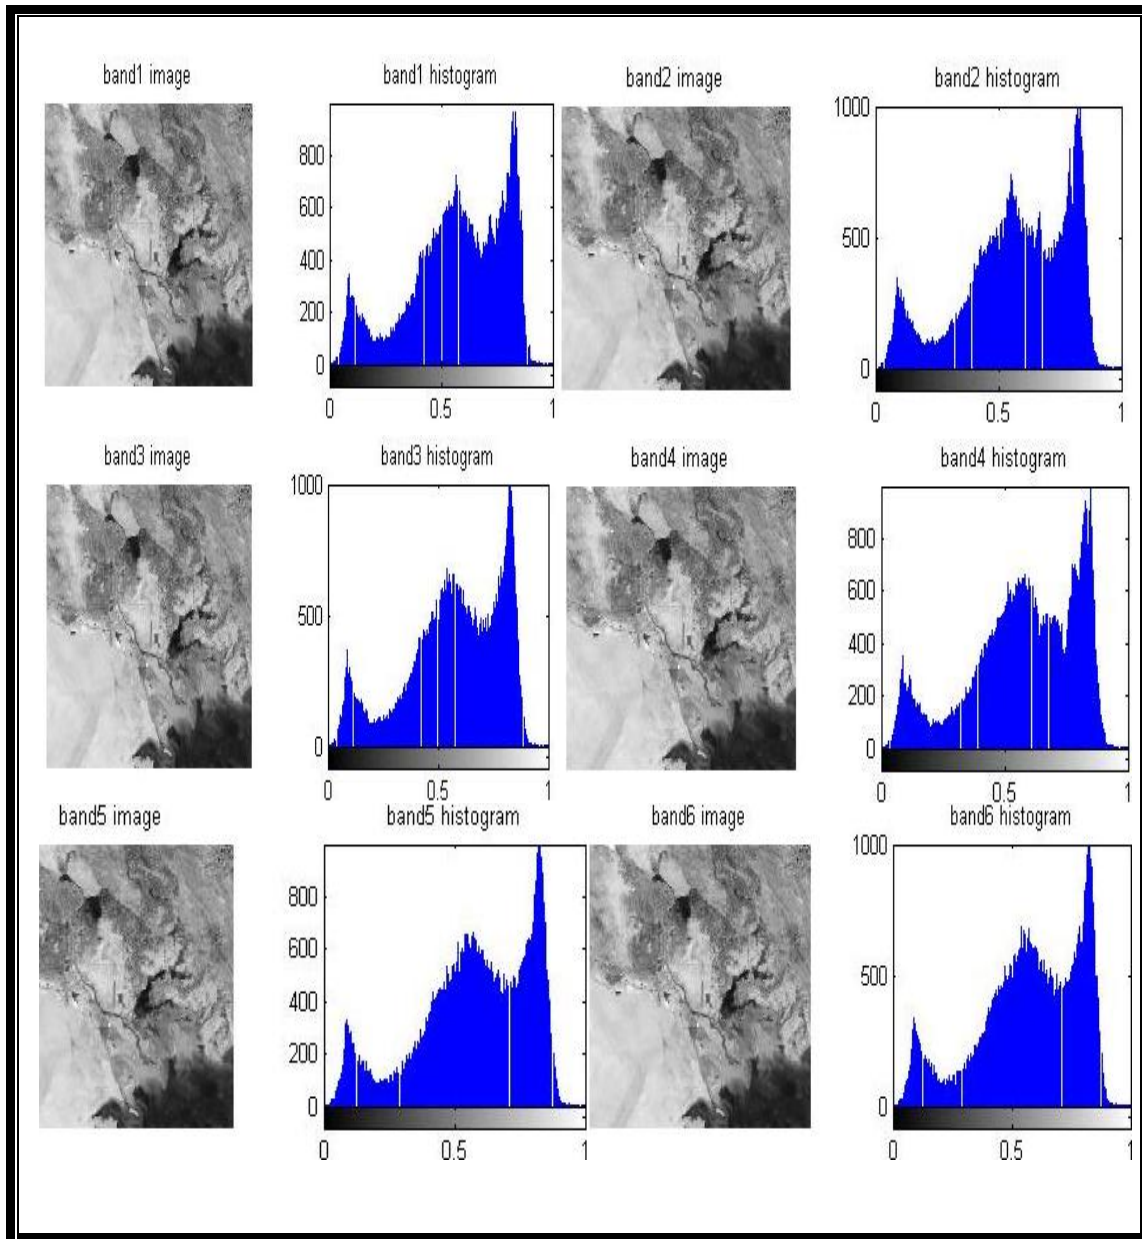 band1 image
band1 histogram
band2 image
band2 histogram
800
600
400
200
0
0 0.5 1
1000
500
0
0 0.5 1
band3 image
band3 histogram
band4 image
band4 histogram
1000
500
0
0 0.5 1
800
600
400
200
0
0 0.5 1
band5 image
band5 histogram
band6 image
band6 histogram
800
600
400
200
0
0 0.5 1
1000
500
0
0 0.5 1